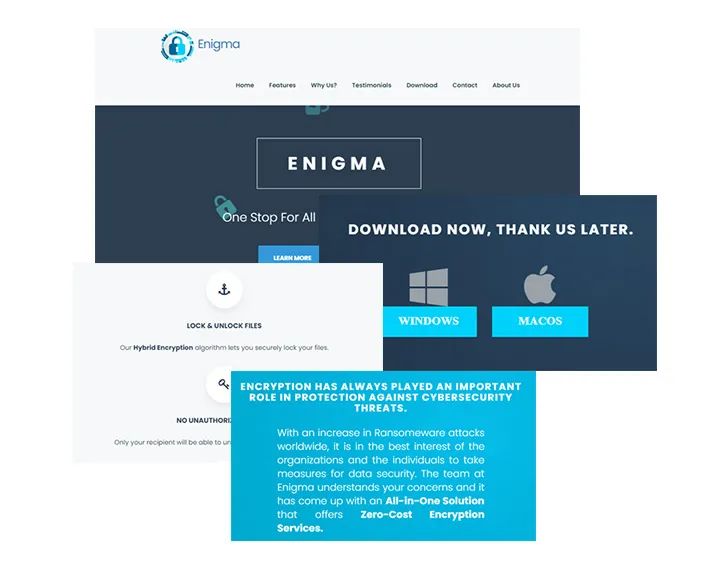 Enigma
Home Features Why Us? Testimonials Download Contact About Us
ENIGMA
One Stop For All
LEARN MORE
DOWNLOAD NOW, THANK US LATER.
WINDOWS MACOS
LOCK & UNLOCK FILES
Our Hybrid Encryption algorithm lets you securely lock your files.
NO
Only your recipient will be able to
ENCRYPTION HAS ALWAYS PLAYED AN IMPORTANT
ROLE IN PROTECTION AGAINST CYBERSECURITY
THREATS.
With an increase in Ransomeware attacks
worldwide, it is in the best interest of the
organizations and the individuals to take
measures for data security. The team at
Enigma understands your concerns and it
has come up with an All-in-One Solution
that offers Zero-Cost Encryption
Services.